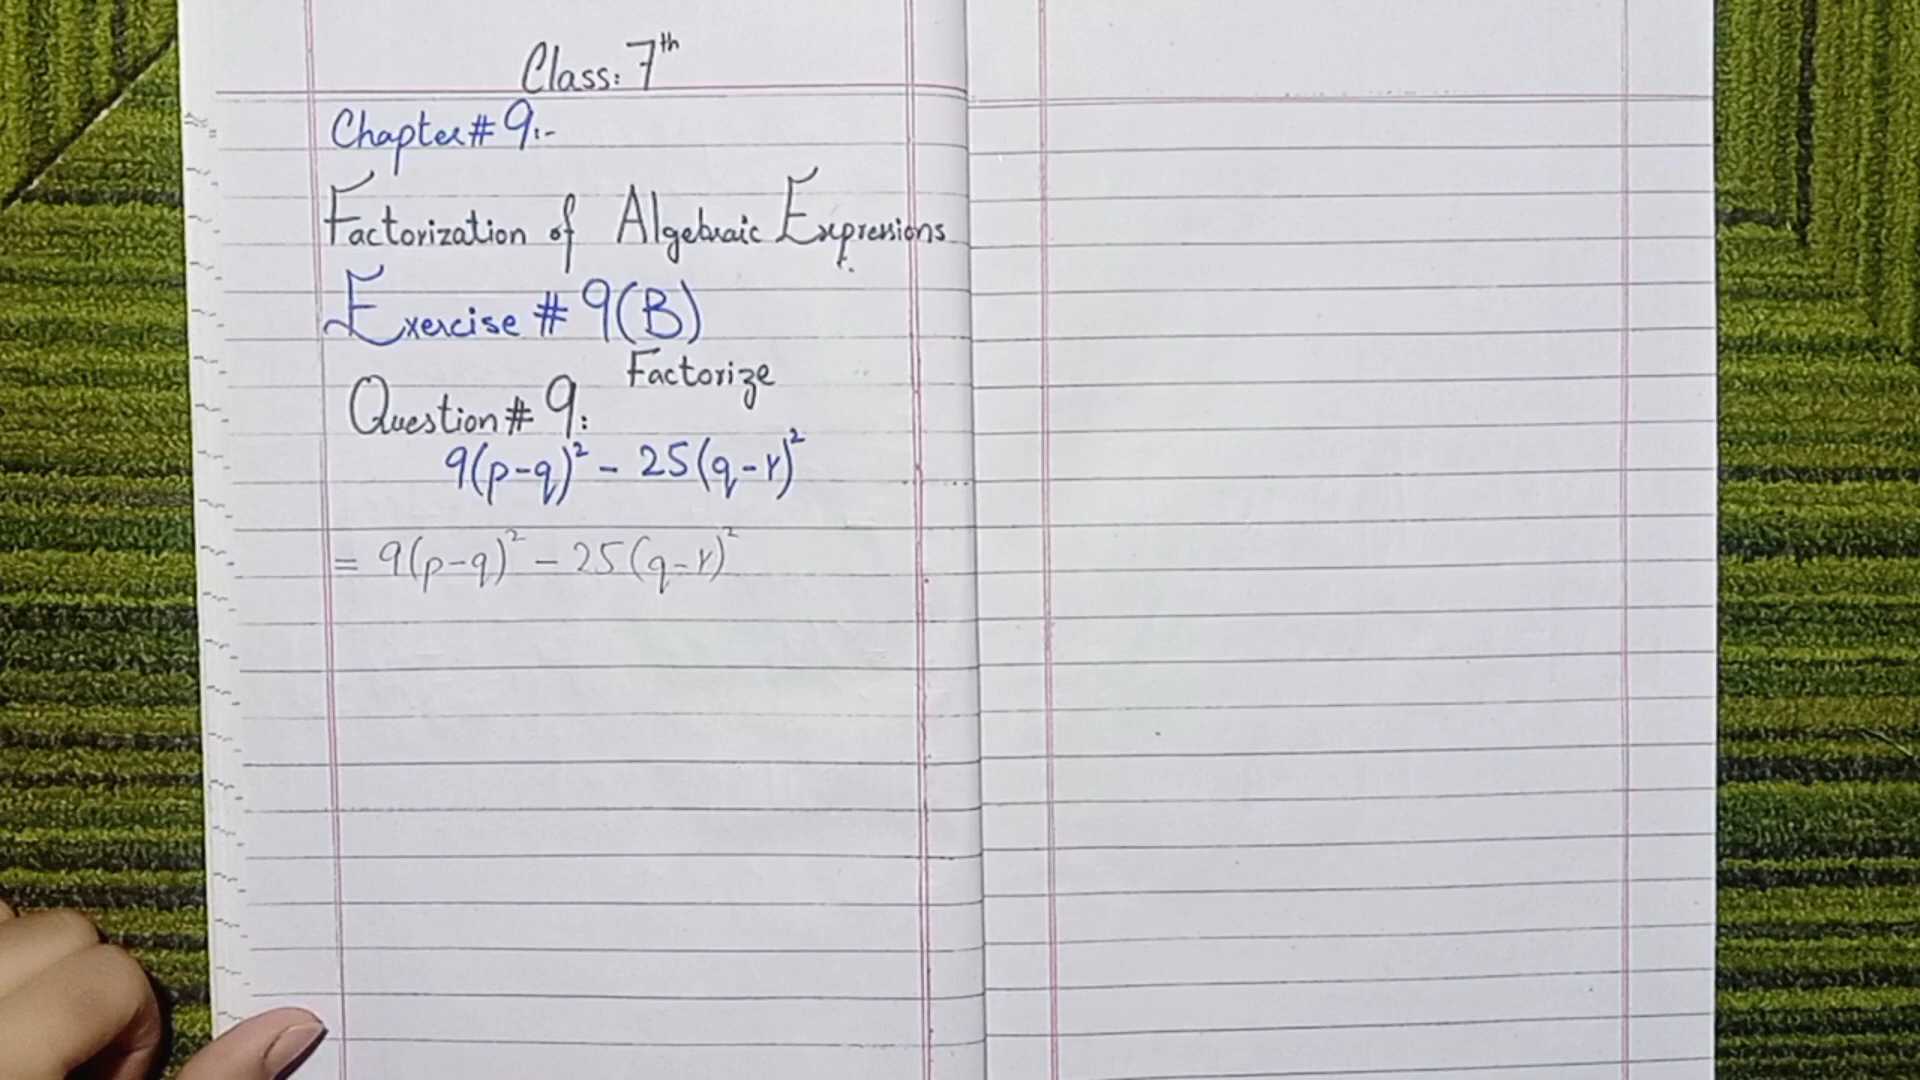 Class: 7th
Chapter # 9:-
Factorization of Algebraic Expressions
Exercise # 9(B)
Factorize
Question # 9:
9(p-q)² - 25(q-r)²
= 9(p-q)² - 25(q-r)²